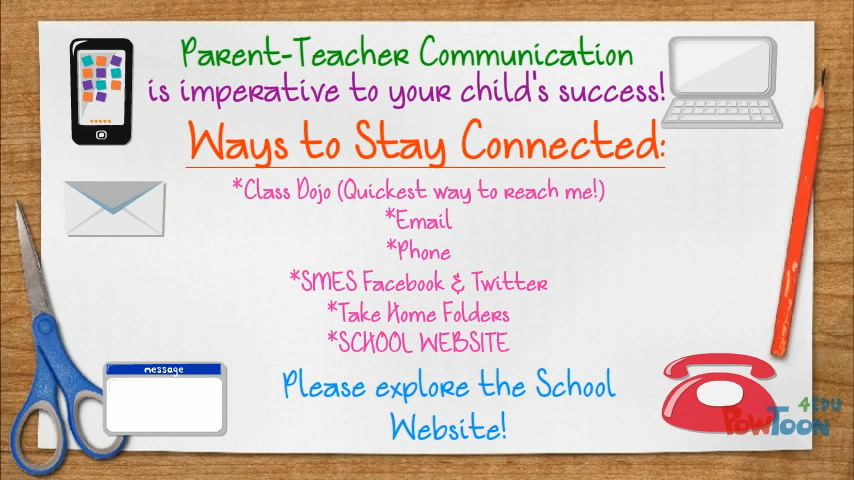 Parent-Teacher Communication
is imperative to your child's success!
Ways to Stay Connected:
*Class Dojo (Quickest way to reach me!)
*Email
*Phone
*SMES Facebook & Twitter
*Take Home Folders
*SCHOOL WEBSITE
message
Please explore the School
Website!
4EDU
POWTOON